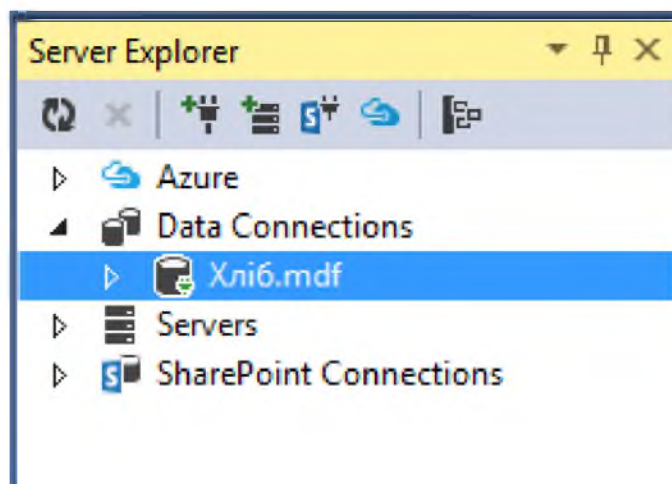 Server Explorer
Azure
Data Connections
Хліб.mdf
Servers
SharePoint Connections